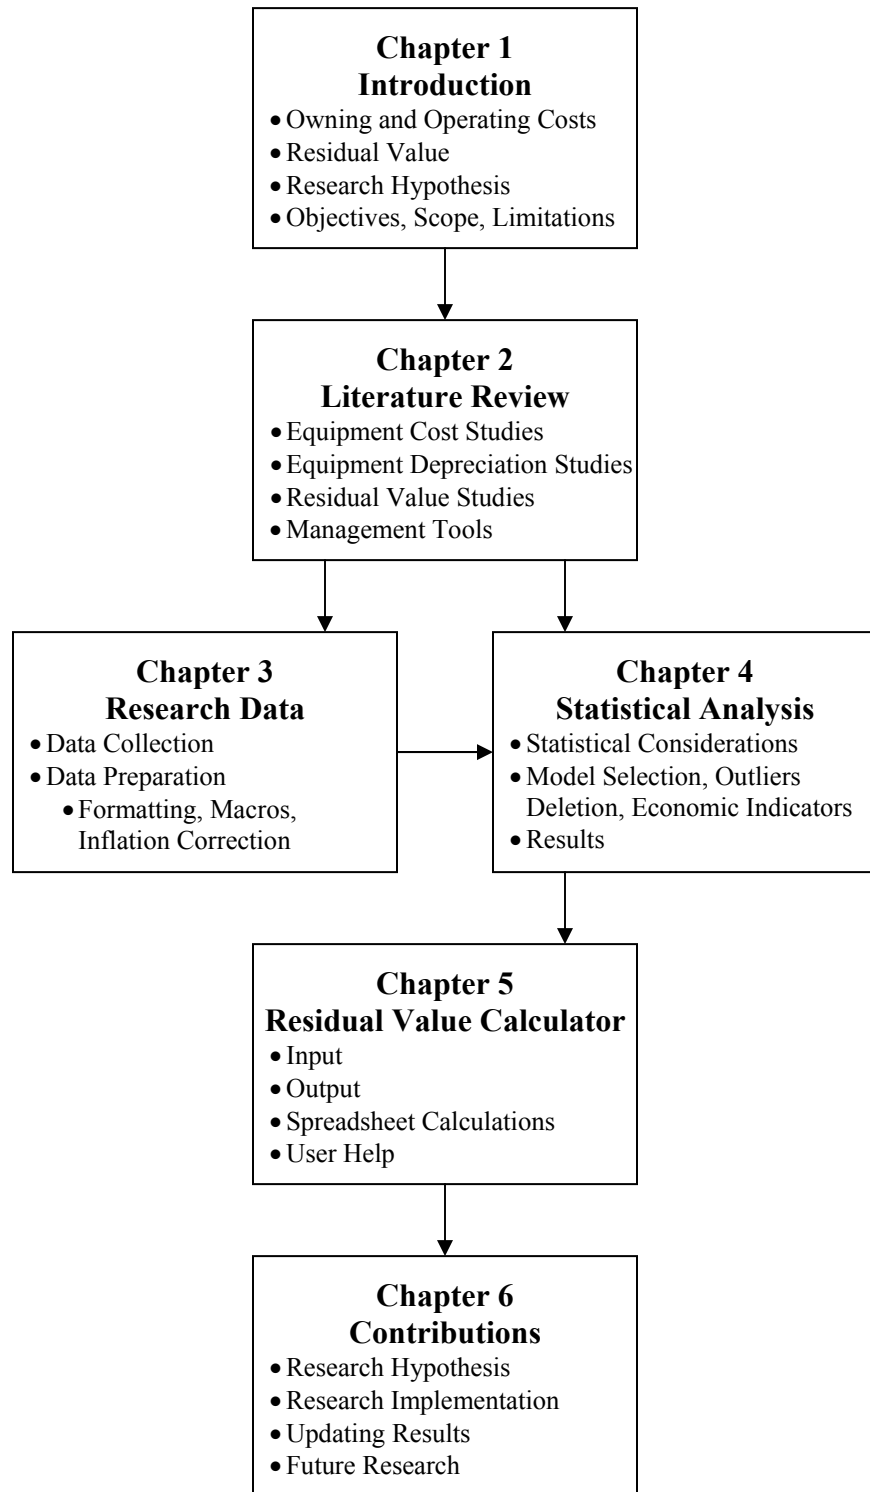 Chapter 1
Introduction
• Owning and Operating Costs
• Residual Value
• Research Hypothesis
• Objectives, Scope, Limitations
Chapter 2
Literature Review
• Equipment Cost Studies
• Equipment Depreciation Studies
• Residual Value Studies
• Management Tools
Chapter 3
Research Data
• Data Collection
• Data Preparation
• Formatting, Macros,
Inflation Correction
Chapter 4
Statistical Analysis
• Statistical Considerations
• Model Selection, Outliers
Deletion, Economic Indicators
• Results
Chapter 5
Residual Value Calculator
• Input
• Output
• Spreadsheet Calculations
• User Help
Chapter 6
Contributions
• Research Hypothesis
• Research Implementation
• Updating Results
• Future Research